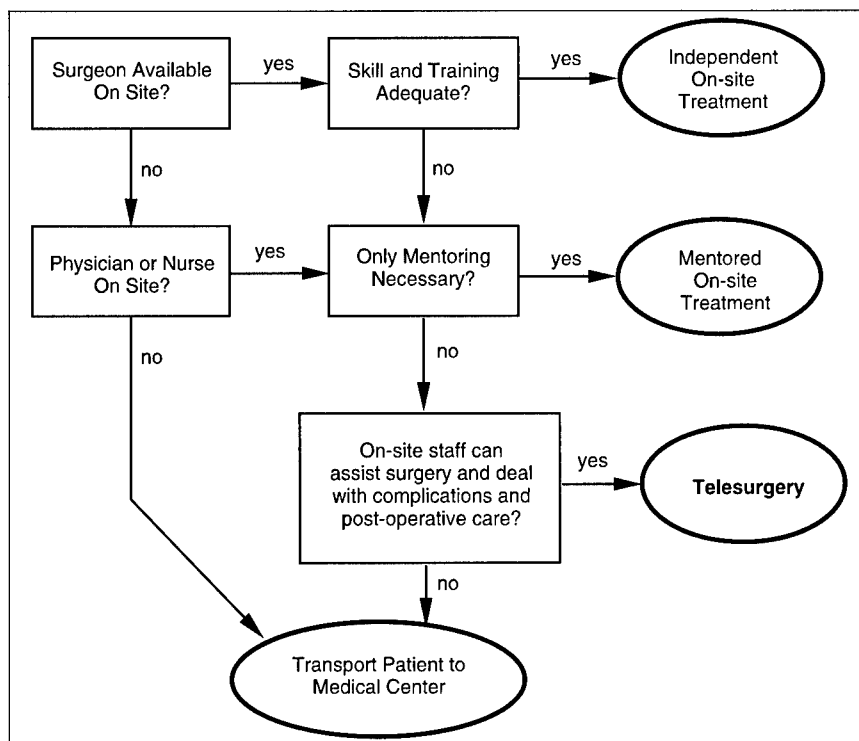 Surgeon Available
On Site?
yes
Skill and Training
Adequate?
yes
Independent
On-site
Treatment
no
no
Physician or Nurse
On Site?
yes
Only Mentoring
Necessary?
yes
Mentored
On-site
Treatment
no
no
On-site staff can
assist surgery and deal
with complications and
post-operative care?
yes
Telesurgery
no
Transport Patient to
Medical Center